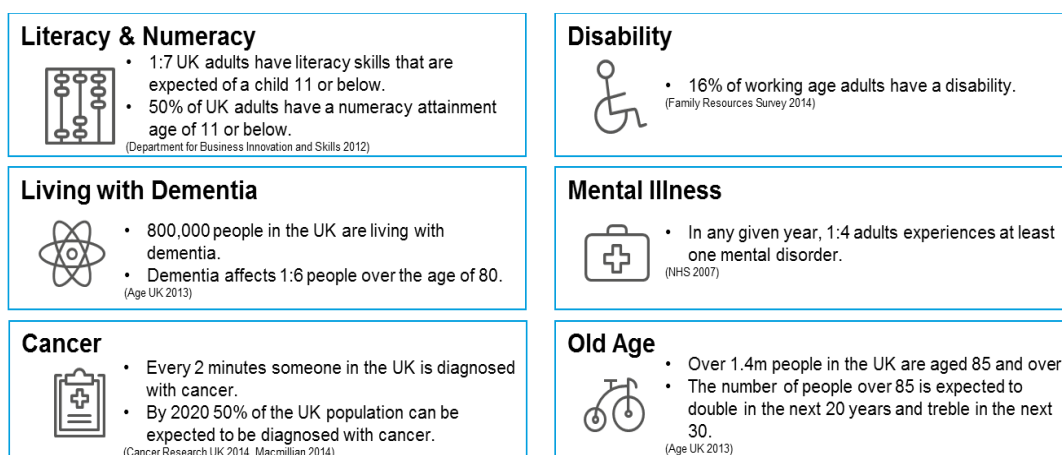 Literacy & Numeracy
• 1:7 UK adults have literacy skills that are
expected of a child 11 or below.
• 50% of UK adults have a numeracy attainment
age of 11 or below.
(Department for Business Innovation and Skills 2012)
Disability
• 16% of working age adults have a disability.
(Family Resources Survey 2014)
Living with Dementia
• 800,000 people in the UK are living with
dementia.
• Dementia affects 1:6 people over the age of 80.
(Age UK 2013)
Mental Illness
• In any given year, 1:4 adults experiences at least
one mental disorder.
(NHS 2007)
Cancer
• Every 2 minutes someone in the UK is diagnosed
with cancer.
• By 2020 50% of the UK population can be
expected to be diagnosed with cancer.
(Cancer Research UK 2014, Macmillian 2014)
Old Age
• Over 1.4m people in the UK are aged 85 and over
• The number of people over 85 is expected to
double in the next 20 years and treble in the next
30.
(Age UK 2013)